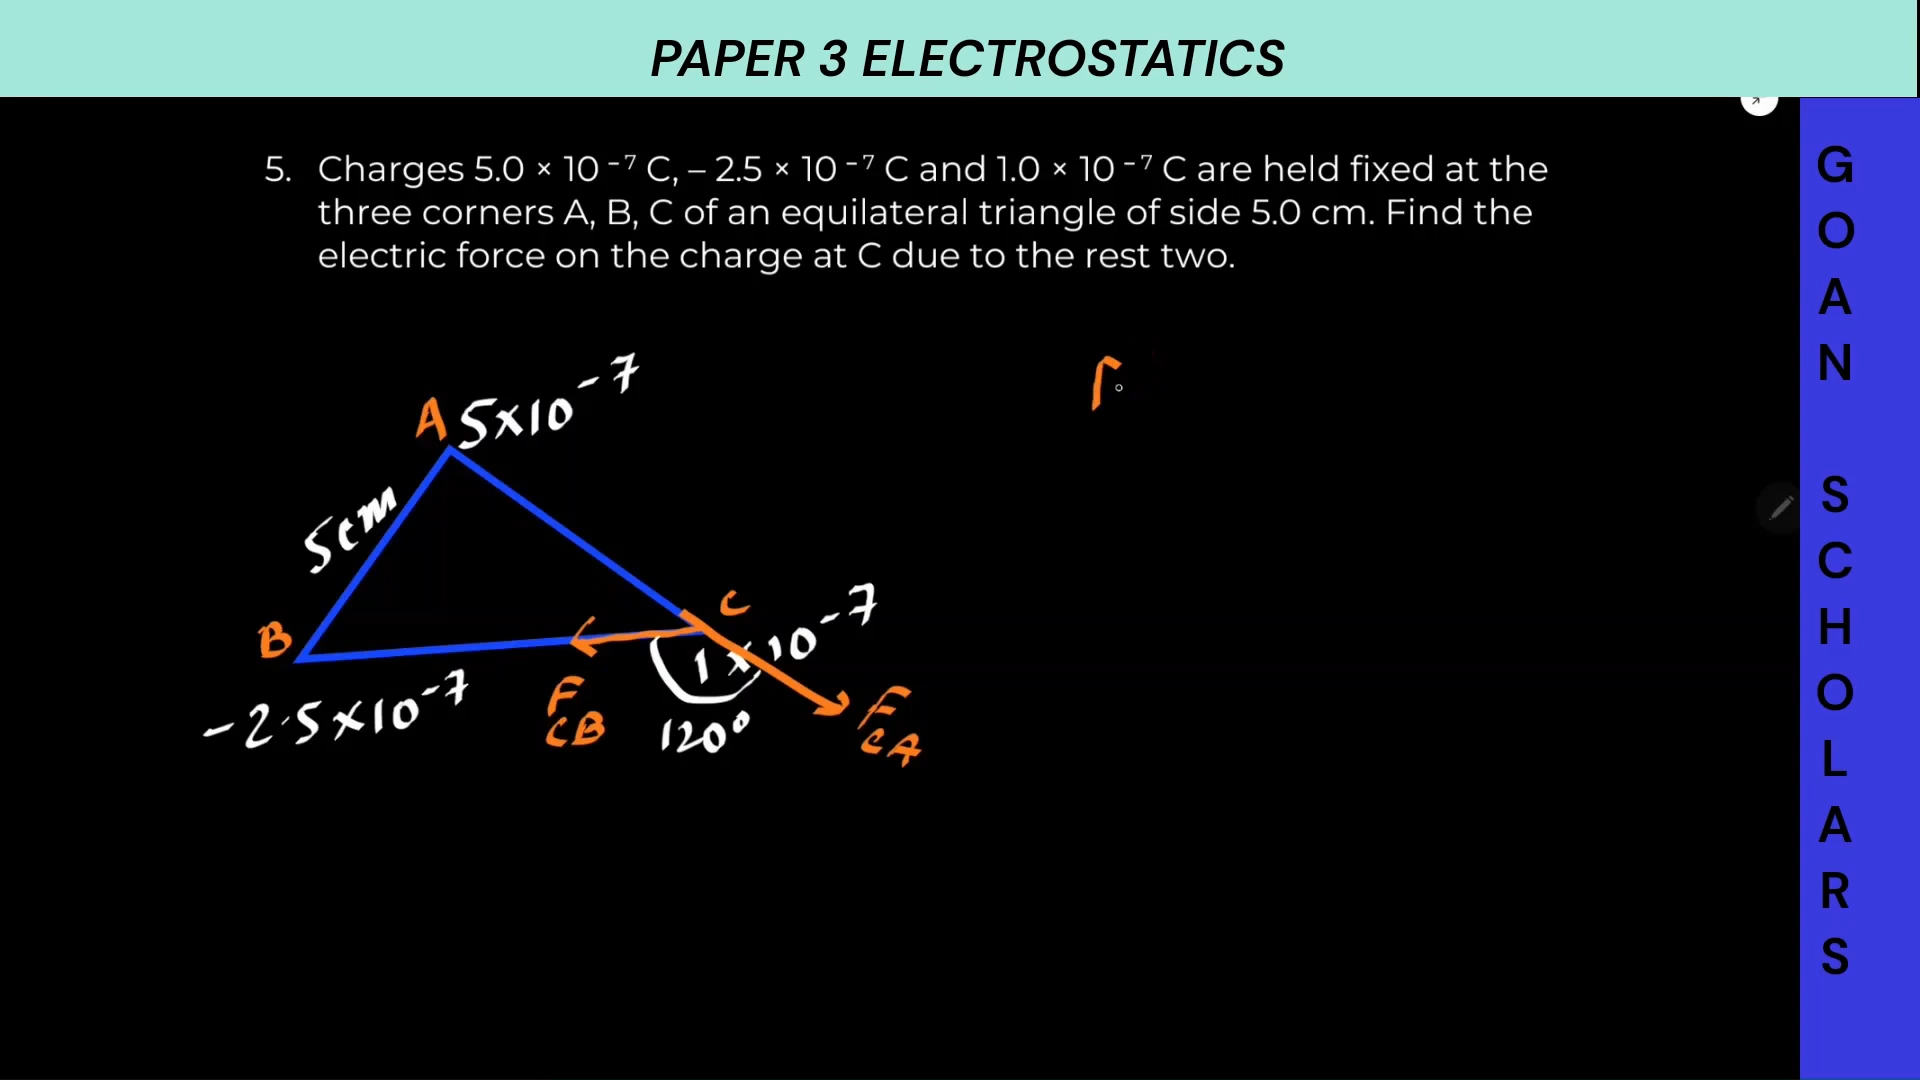 PAPER 3 ELECTROSTATICS
5. Charges 5.0 × 10 ⁻⁷ C, – 2.5 × 10 ⁻⁷ C and 1.0 × 10 ⁻⁷ C are held fixed at the
three corners A, B, C of an equilateral triangle of side 5.0 cm. Find the
electric force on the charge at C due to the rest two.
A 5×10⁻⁷
5cm
B
C
1×10⁻⁷
-2.5×10⁻⁷
F CB
120°
F CA
GOAN SCHOLARS